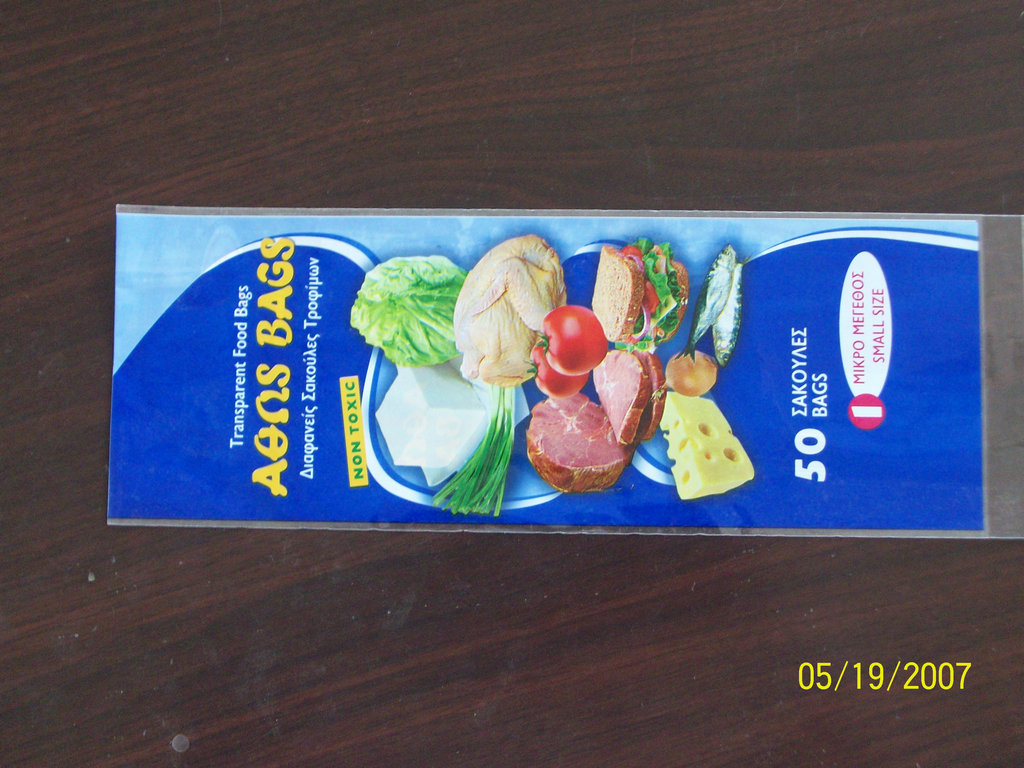 Transparent Food Bags
ΑΘΩΣ BAGS
Διαφανείς Σακούλες Τροφίμων
NON TOXIC
50 ΣΑΚΟΥΛΕΣ
BAGS
1 ΜΙΚΡΟ ΜΕΓΕΘΟΣ
SMALL SIZE
05/19/2007